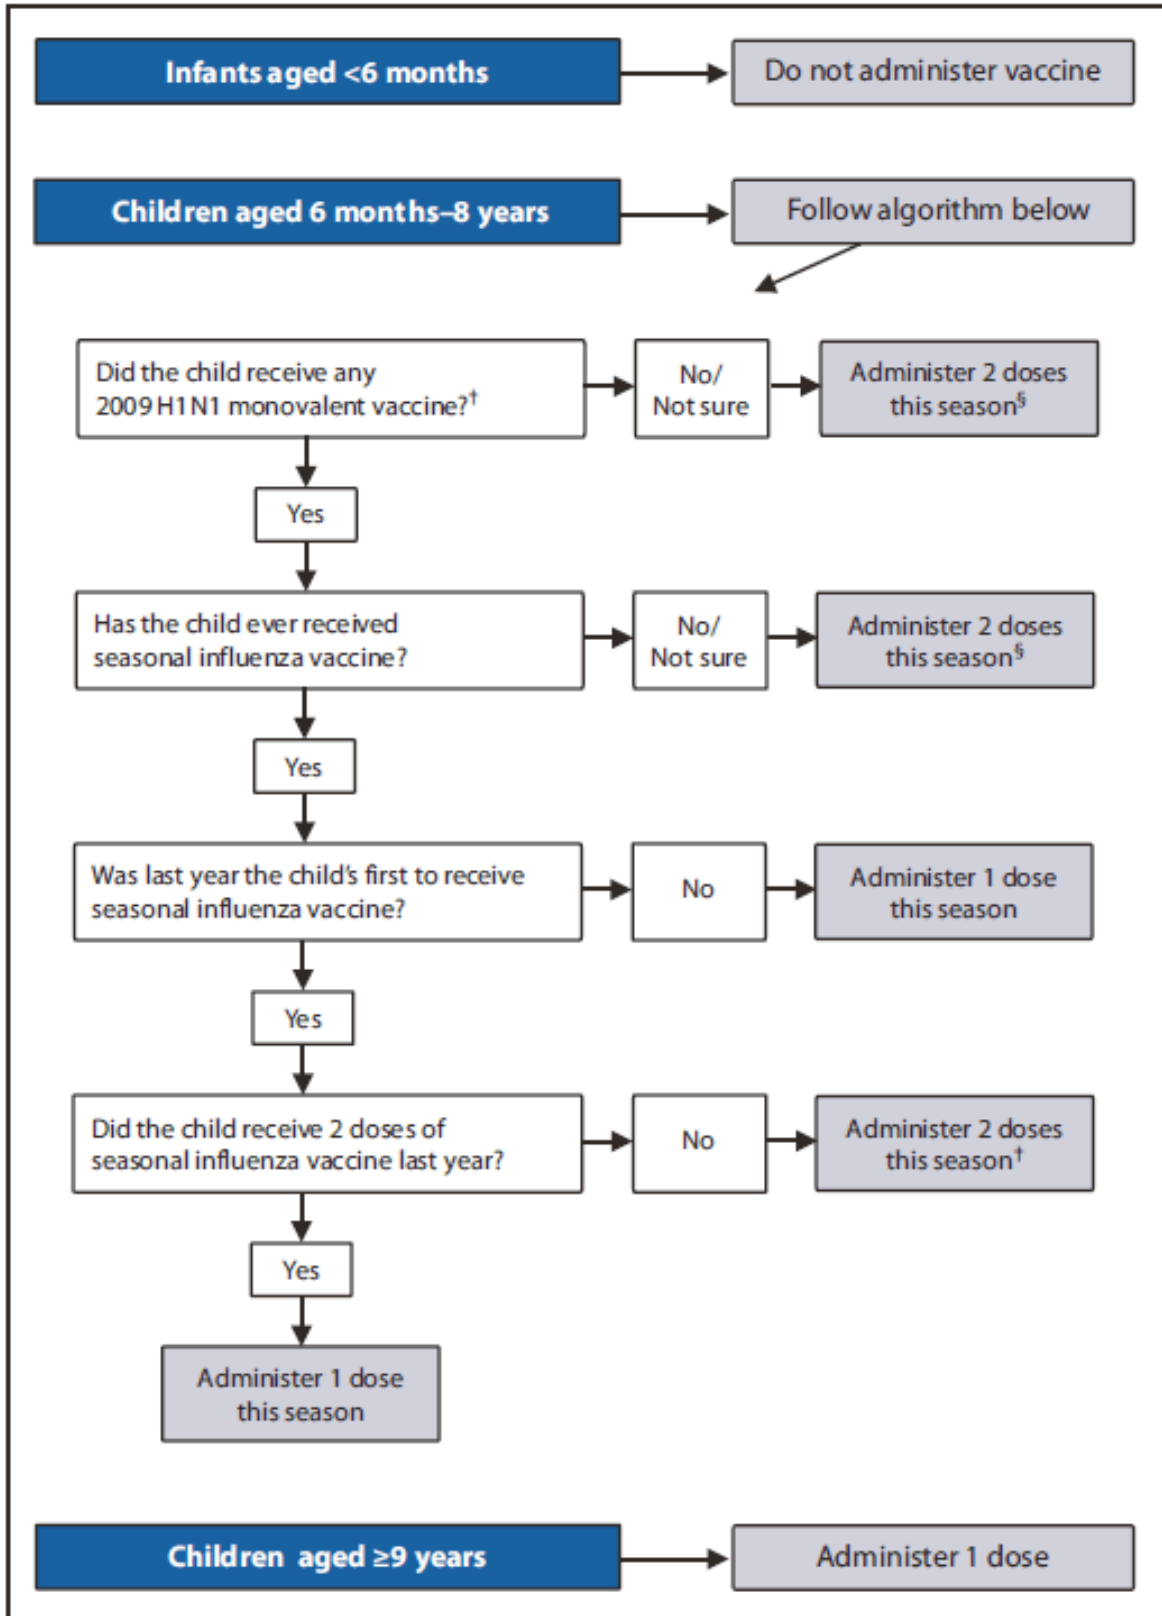 Infants aged <6 months
Do not administer vaccine
Children aged 6 months–8 years
Follow algorithm below
Did the child receive any
2009 H1N1 monovalent vaccine?†
No/
Not sure
Administer 2 doses
this season§
Yes
Has the child ever received
seasonal influenza vaccine?
No/
Not sure
Administer 2 doses
this season§
Yes
Was last year the child's first to receive
seasonal influenza vaccine?
No
Administer 1 dose
this season
Yes
Did the child receive 2 doses of
seasonal influenza vaccine last year?
No
Administer 2 doses
this season†
Yes
Administer 1 dose
this season
Children aged ≥9 years
Administer 1 dose